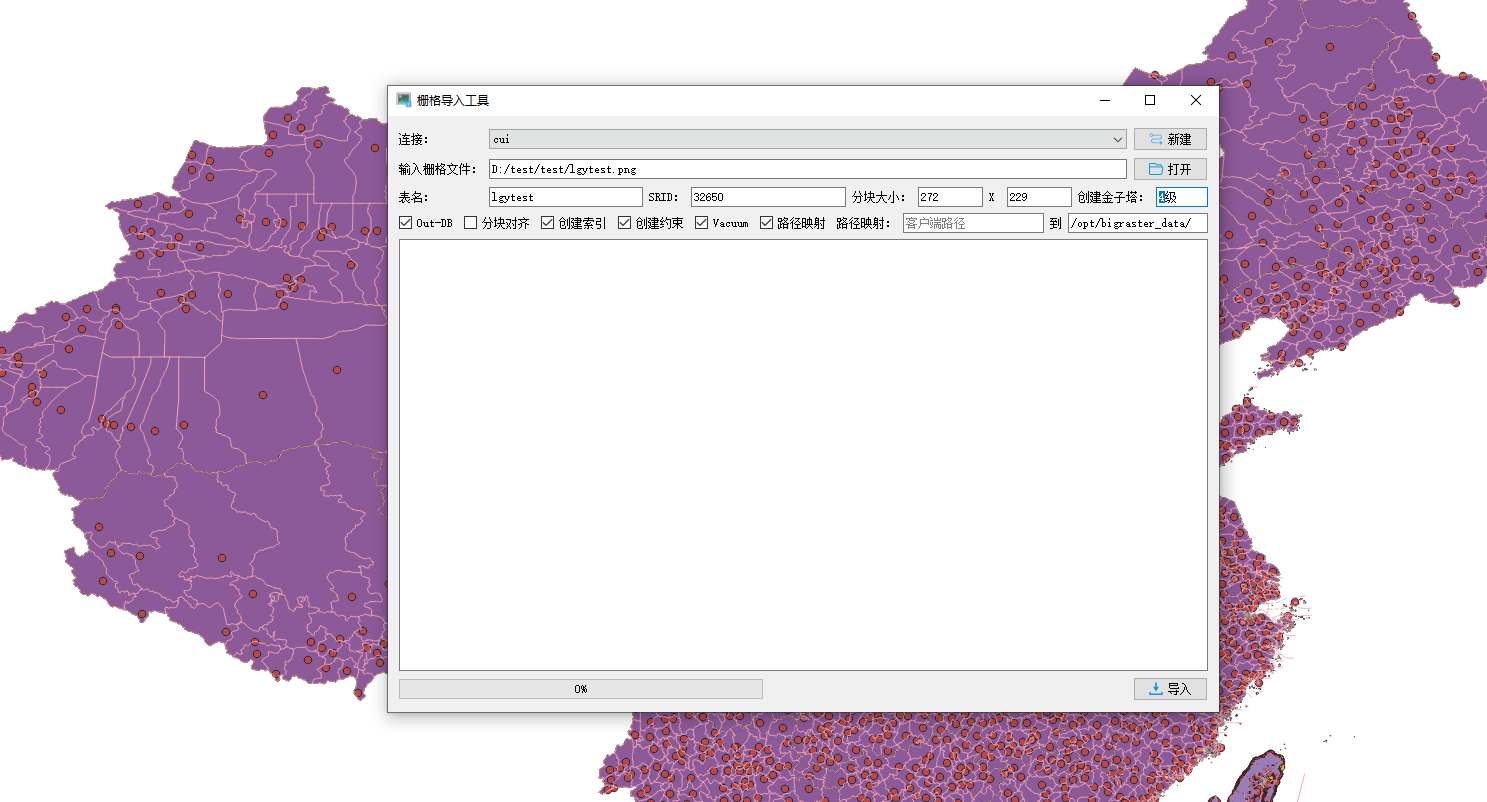 栅格导入工具
连接: cui 新建
输入栅格文件: D:/test/test/lgytest.png 打开
表名: lgytest SRID: 32650 分块大小: 272 X 229 创建金子塔: 4级
Out-DB 分块对齐 创建索引 创建约束 Vacuum 路径映射 路径映射: 客户端路径 到 /opt/bigraster_data/
0% 导入